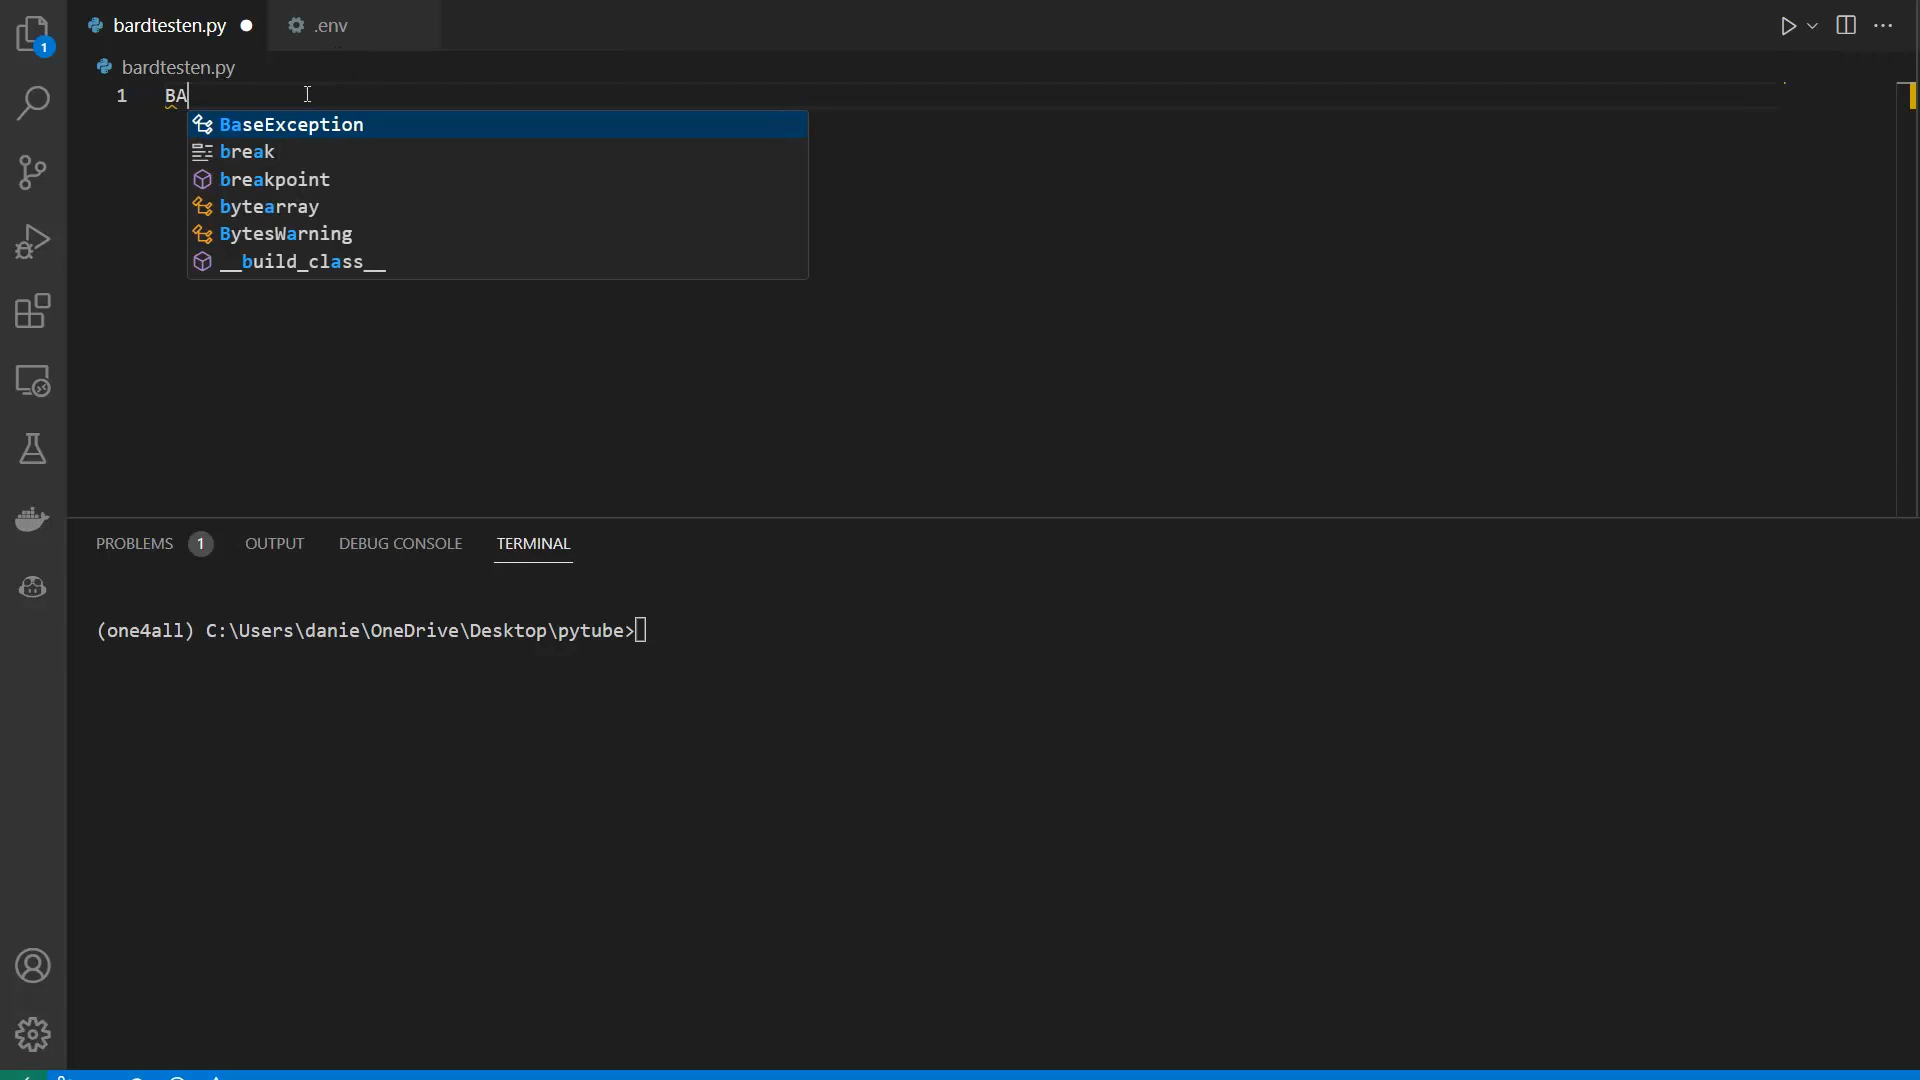 1
bardtesten.py
.env
bardtesten.py
1 BA
BaseException
break
breakpoint
bytearray
BytesWarning
__build_class__
PROBLEMS 1 OUTPUT DEBUG CONSOLE TERMINAL
(one4all) C:\Users\danie\OneDrive\Desktop\pytube>